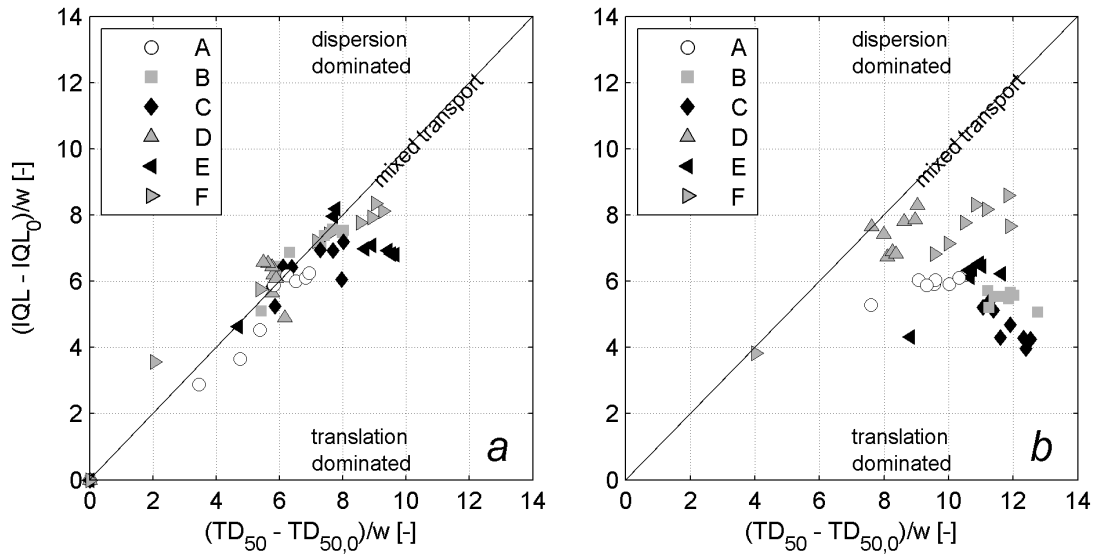 14
12
10
8
6
4
2
0
(IQL - IQL0)/w [-]
A
B
C
D
E
F
dispersion
dominated
mixed transport
translation
dominated
a
0 2 4 6 8 10 12 14
(TD50 - TD50,0)/w [-]
14
12
10
8
6
4
2
0
A
B
C
D
E
F
dispersion
dominated
mixed transport
translation
dominated
b
0 2 4 6 8 10 12 14
(TD50 - TD50,0)/w [-]